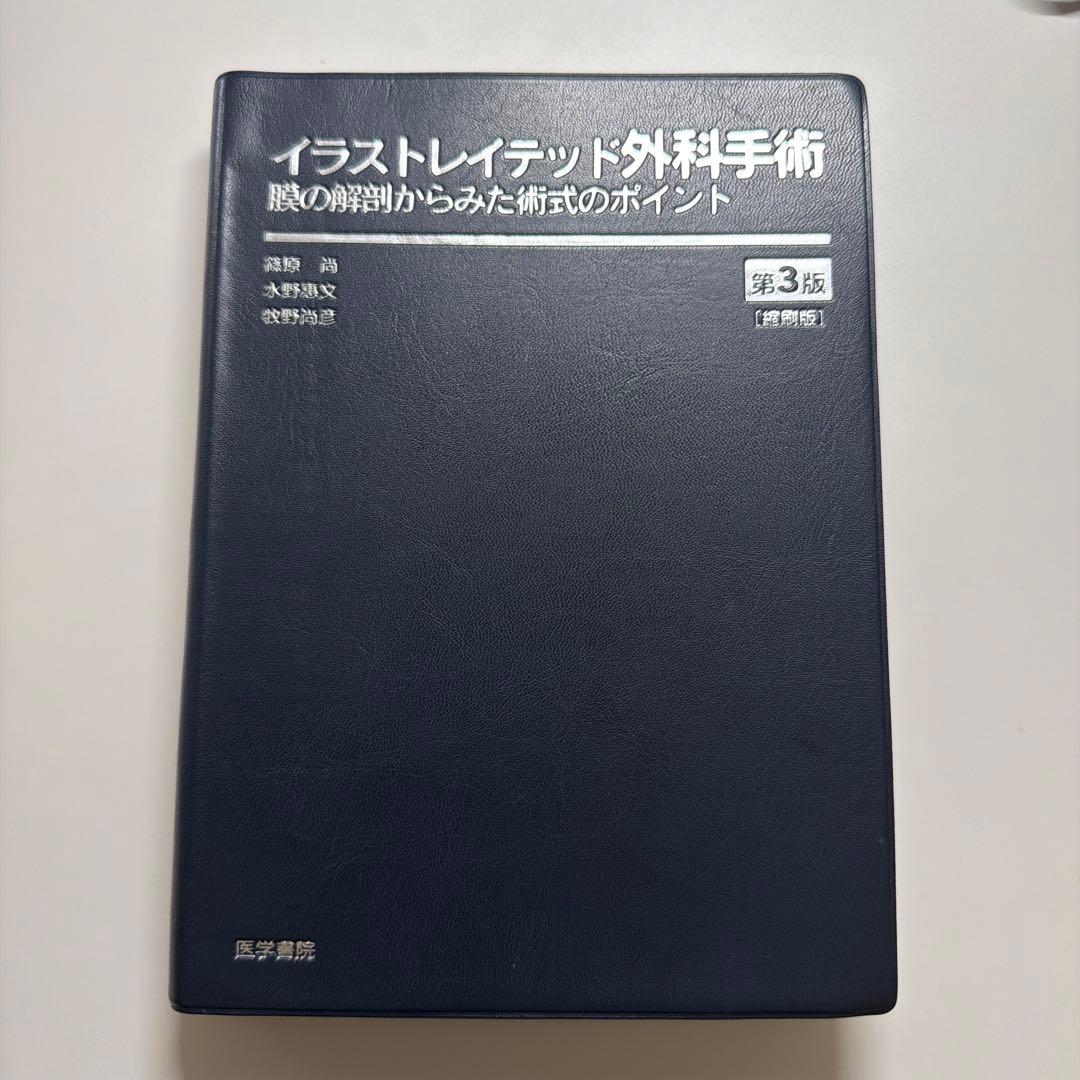 イラストレイテッド外科手術
膜の解剖からみた術式のポイント
篠原 尚
水野惠文
牧野尚彦
第3版
[縮刷版]
医学書院